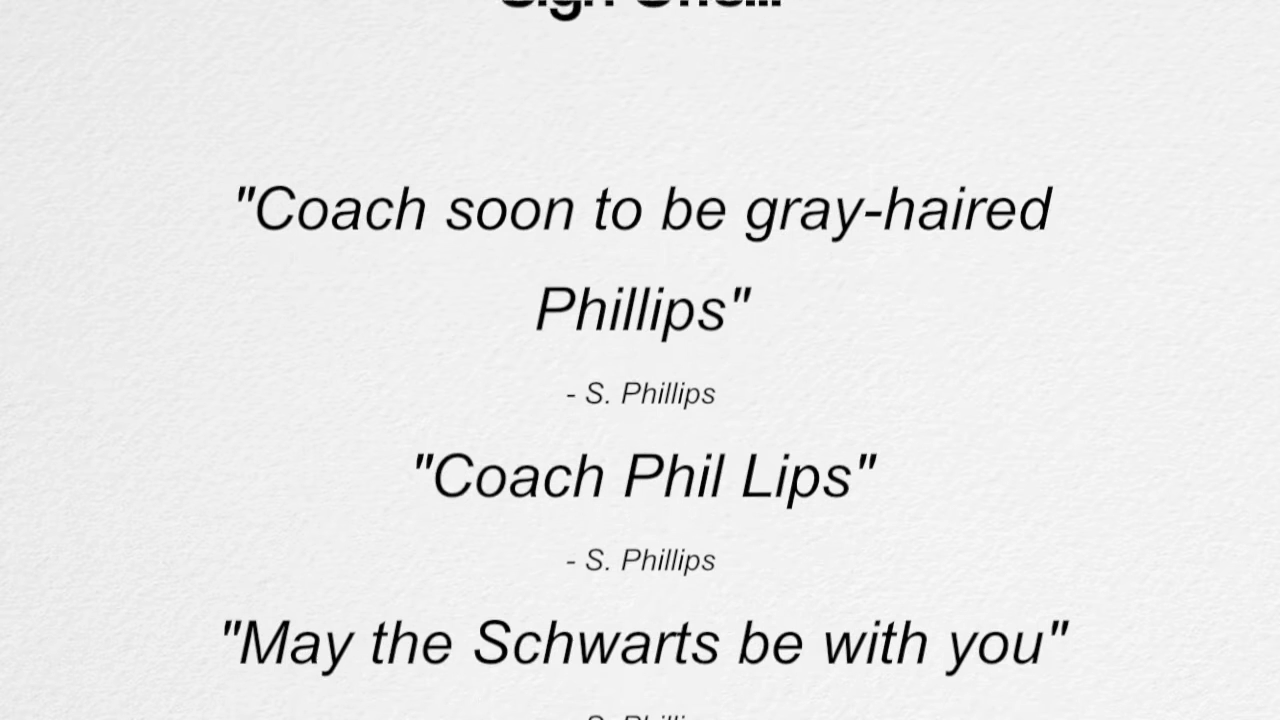 "Coach soon to be gray-haired
Phillips"
- S. Phillips
"Coach Phil Lips"
- S. Phillips
"May the Schwarts be with you"